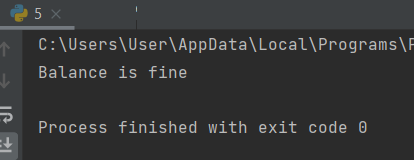 5
C:\Users\User\AppData\Local\Programs\
Balance is fine
Process finished with exit code 0